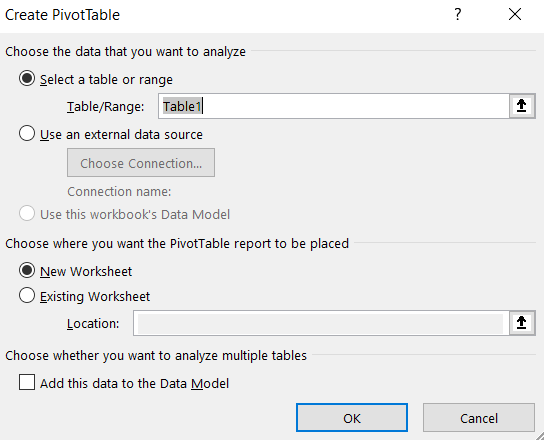 Create PivotTable ?
Choose the data that you want to analyze
Select a table or range
Table/Range: Table1
Use an external data source
Choose Connection...
Connection name:
Use this workbook's Data Model
Choose where you want the PivotTable report to be placed
New Worksheet
Existing Worksheet
Location:
Choose whether you want to analyze multiple tables
Add this data to the Data Model
OK Cancel